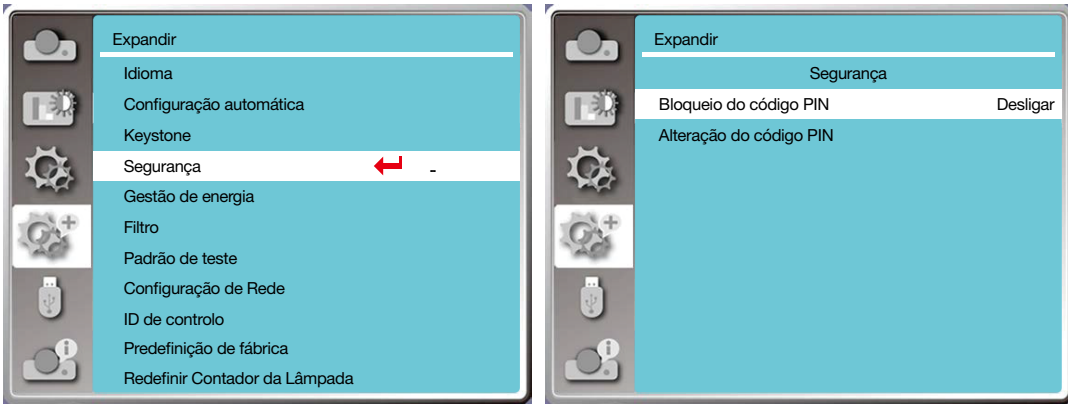 Expandir
Idioma
Configuração automática
Keystone
Segurança -
Gestão de energia
Filtro
Padrão de teste
Configuração de Rede
ID de controlo
Predefinição de fábrica
Redefinir Contador da Lâmpada
Expandir
Segurança
Bloqueio do código PIN Desligar
Alteração do código PIN